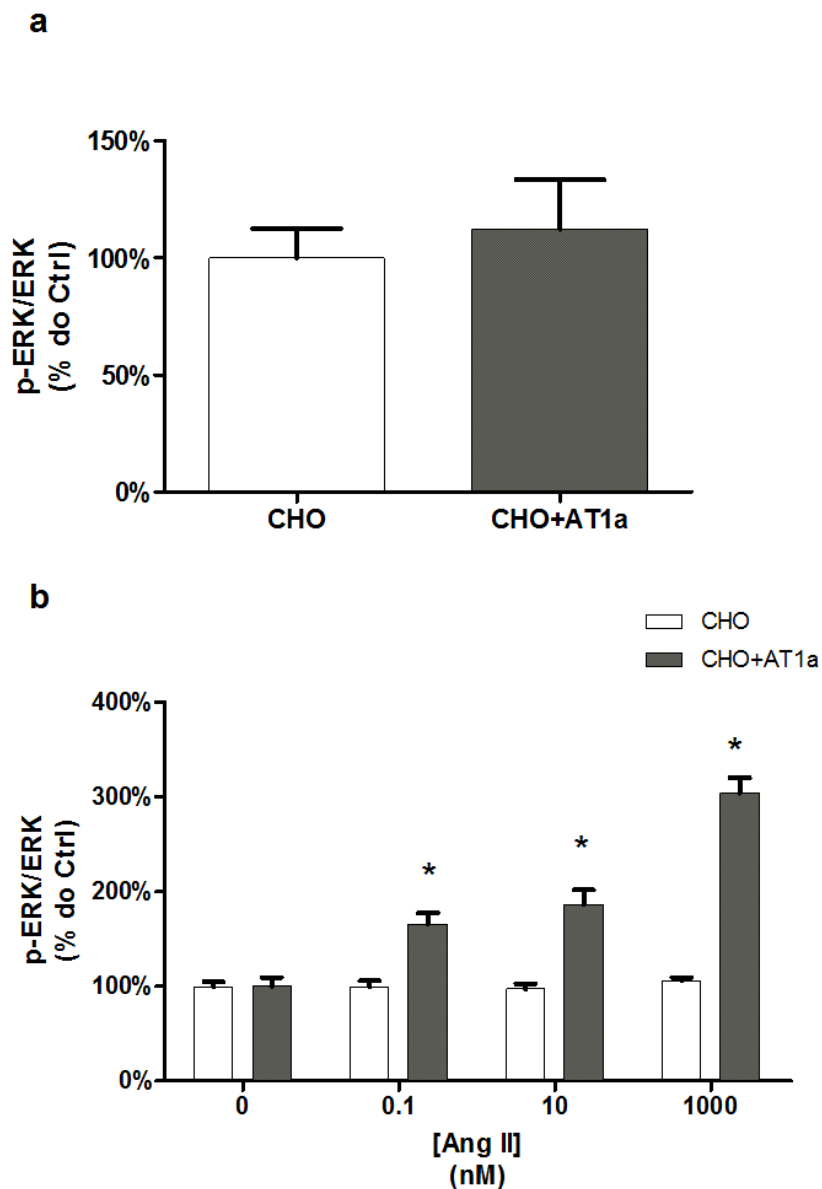 a
p-ERK/ERK
(% do Ctrl)
150%
100%
50%
0%
CHO
CHO+AT1a
b
CHO
CHO+AT1a
p-ERK/ERK
(% do Ctrl)
400%
300%
200%
100%
0%
*
*
*
0
0.1
10
1000
[Ang II]
(nM)